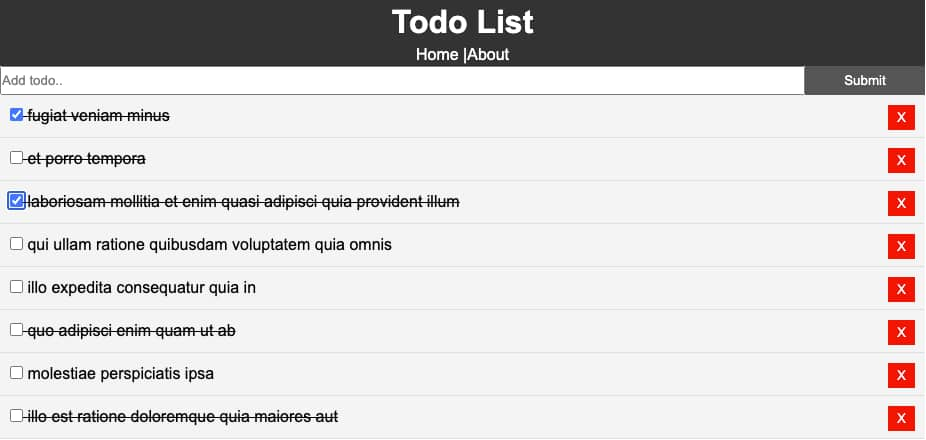 Todo List
Home |About
Add todo.. Submit
fugiat veniam minus X
et porro tempora X
laboriosam mollitia et enim quasi adipisci quia provident illum X
qui ullam ratione quibusdam voluptatem quia omnis X
illo expedita consequatur quia in X
quo adipisci enim quam ut ab X
molestiae perspiciatis ipsa X
illo est ratione doloremque quia maiores aut X